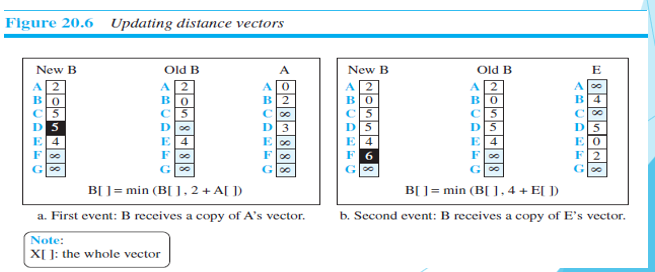 Figure 20.6 Updating distance vectors
New B Old B A New B Old B E
A 2 A 2 A 0 A 2 A 2 A ∞
B 0 B 0 B 2 B 0 B 0 B 4
C 5 C 5 C ∞ C 5 C 5 C ∞
D 5 D ∞ D 3 D 5 D 5 D 5
E 4 E 4 E ∞ E 4 E 4 E 0
F ∞ F ∞ F ∞ F 6 F ∞ F 2
G ∞ G ∞ G ∞ G ∞ G ∞ G ∞
B[ ] = min (B[ ] , 2 + A[ ]) B[ ] = min (B[ ] , 4 + E[ ])
a. First event: B receives a copy of A's vector. b. Second event: B receives a copy of E's vector.
Note:
X[ ]: the whole vector